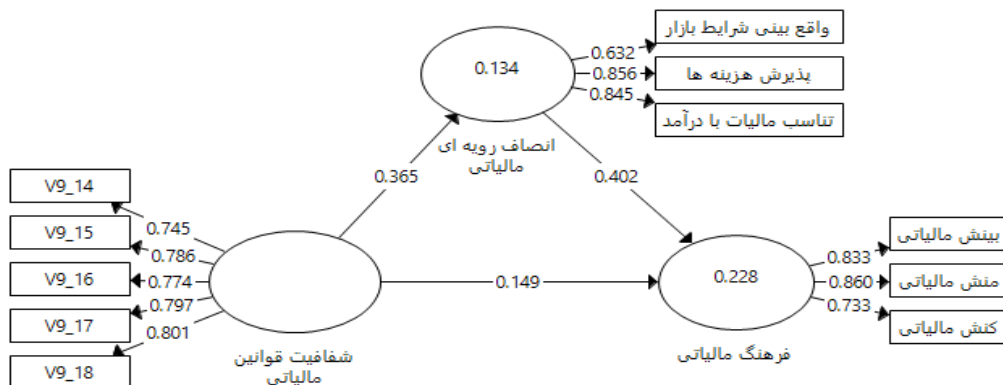 واقع بینی شرایط بازار
0.632
0.134
0.856
پذیرش هزینه ها
0.845
تناسب مالیات با درآمد
انصاف رویه ای
مالیاتی
0.365
0.402
V9_14
0.745
V9_15
0.786
V9_16
0.774
V9_17
0.797
V9_18
0.801
شفافیت قوانین
مالیاتی
0.149
0.228
فرهنگ مالیاتی
0.833
بینش مالیاتی
0.860
منش مالیاتی
0.733
کنش مالیاتی